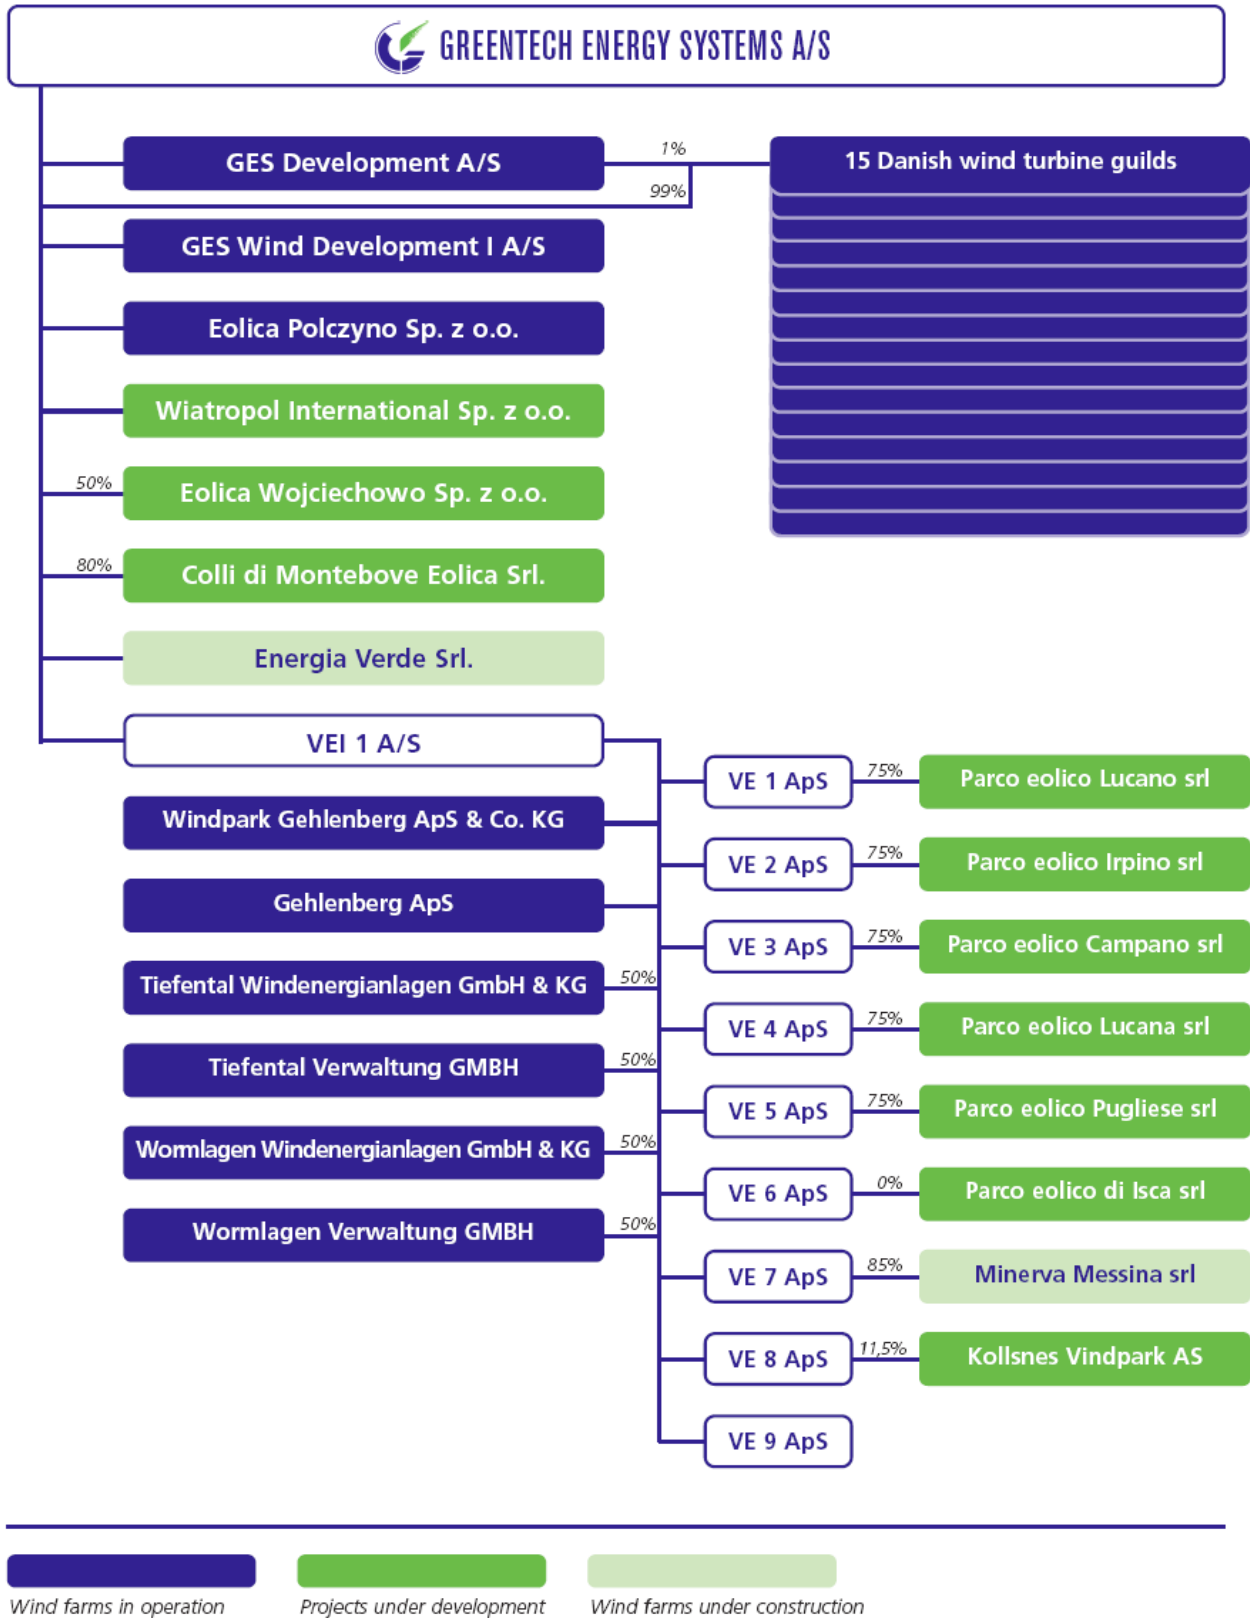 GREENTECH ENERGY SYSTEMS A/S
GES Development A/S
1%
15 Danish wind turbine guilds
99%
GES Wind Development I A/S
Eolica Polczyno Sp. z o.o.
Wiatropol International Sp. z o.o.
50%
Eolica Wojciechowo Sp. z o.o.
80%
Colli di Montebove Eolica Srl.
Energia Verde Srl.
VEI 1 A/S
Windpark Gehlenberg ApS & Co. KG
Gehlenberg ApS
Tiefental Windenergianlagen GmbH & KG
50%
Tiefental Verwaltung GMBH
50%
Wormlagen Windenergianlagen GmbH & KG
50%
Wormlagen Verwaltung GMBH
50%
VE 1 ApS
75%
Parco eolico Lucano srl
VE 2 ApS
75%
Parco eolico Irpino srl
VE 3 ApS
75%
Parco eolico Campano srl
VE 4 ApS
75%
Parco eolico Lucana srl
VE 5 ApS
75%
Parco eolico Pugliese srl
VE 6 ApS
0%
Parco eolico di Isca srl
VE 7 ApS
85%
Minerva Messina srl
VE 8 ApS
11,5%
Kollsnes Vindpark AS
VE 9 ApS
Wind farms in operation
Projects under development
Wind farms under construction